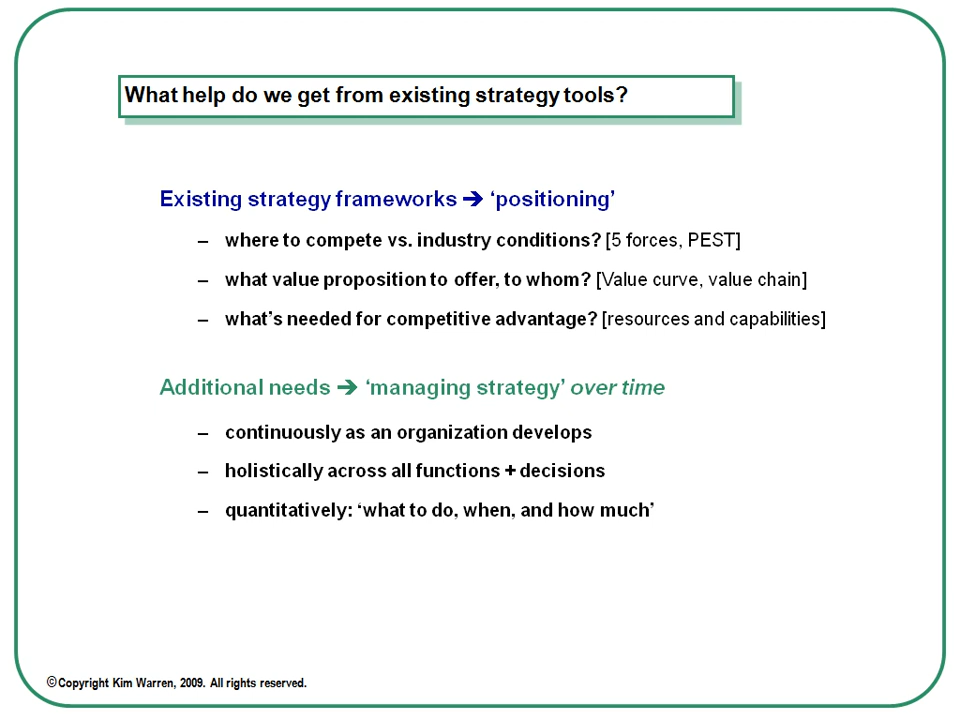 What help do we get from existing strategy tools?
Existing strategy frameworks ➔ ‘positioning’
– where to compete vs. industry conditions? [5 forces, PEST]
– what value proposition to offer, to whom? [Value curve, value chain]
– what’s needed for competitive advantage? [resources and capabilities]
Additional needs ➔ ‘managing strategy’ over time
– continuously as an organization develops
– holistically across all functions + decisions
– quantitatively: ‘what to do, when, and how much’
©Copyright Kim Warren, 2009. All rights reserved.